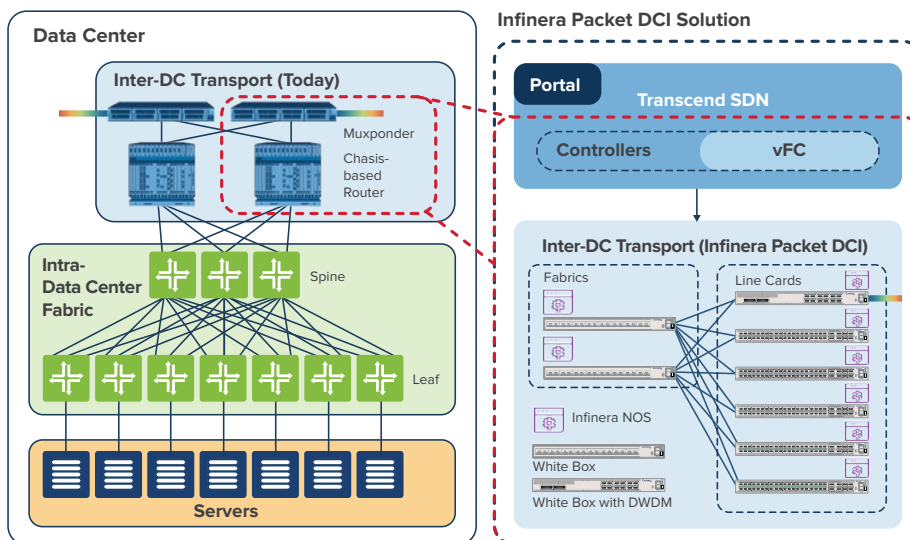 Data Center
Inter-DC Transport (Today)
Muxponder
Chasis-
based
Router
Intra-
Data Center
Fabric
Spine
Leaf
Servers
Infinera Packet DCI Solution
Portal
Transcend SDN
Controllers
vFC
Inter-DC Transport (Infinera Packet DCI)
Fabrics
Line Cards
Infinera NOS
White Box
White Box with DWDM